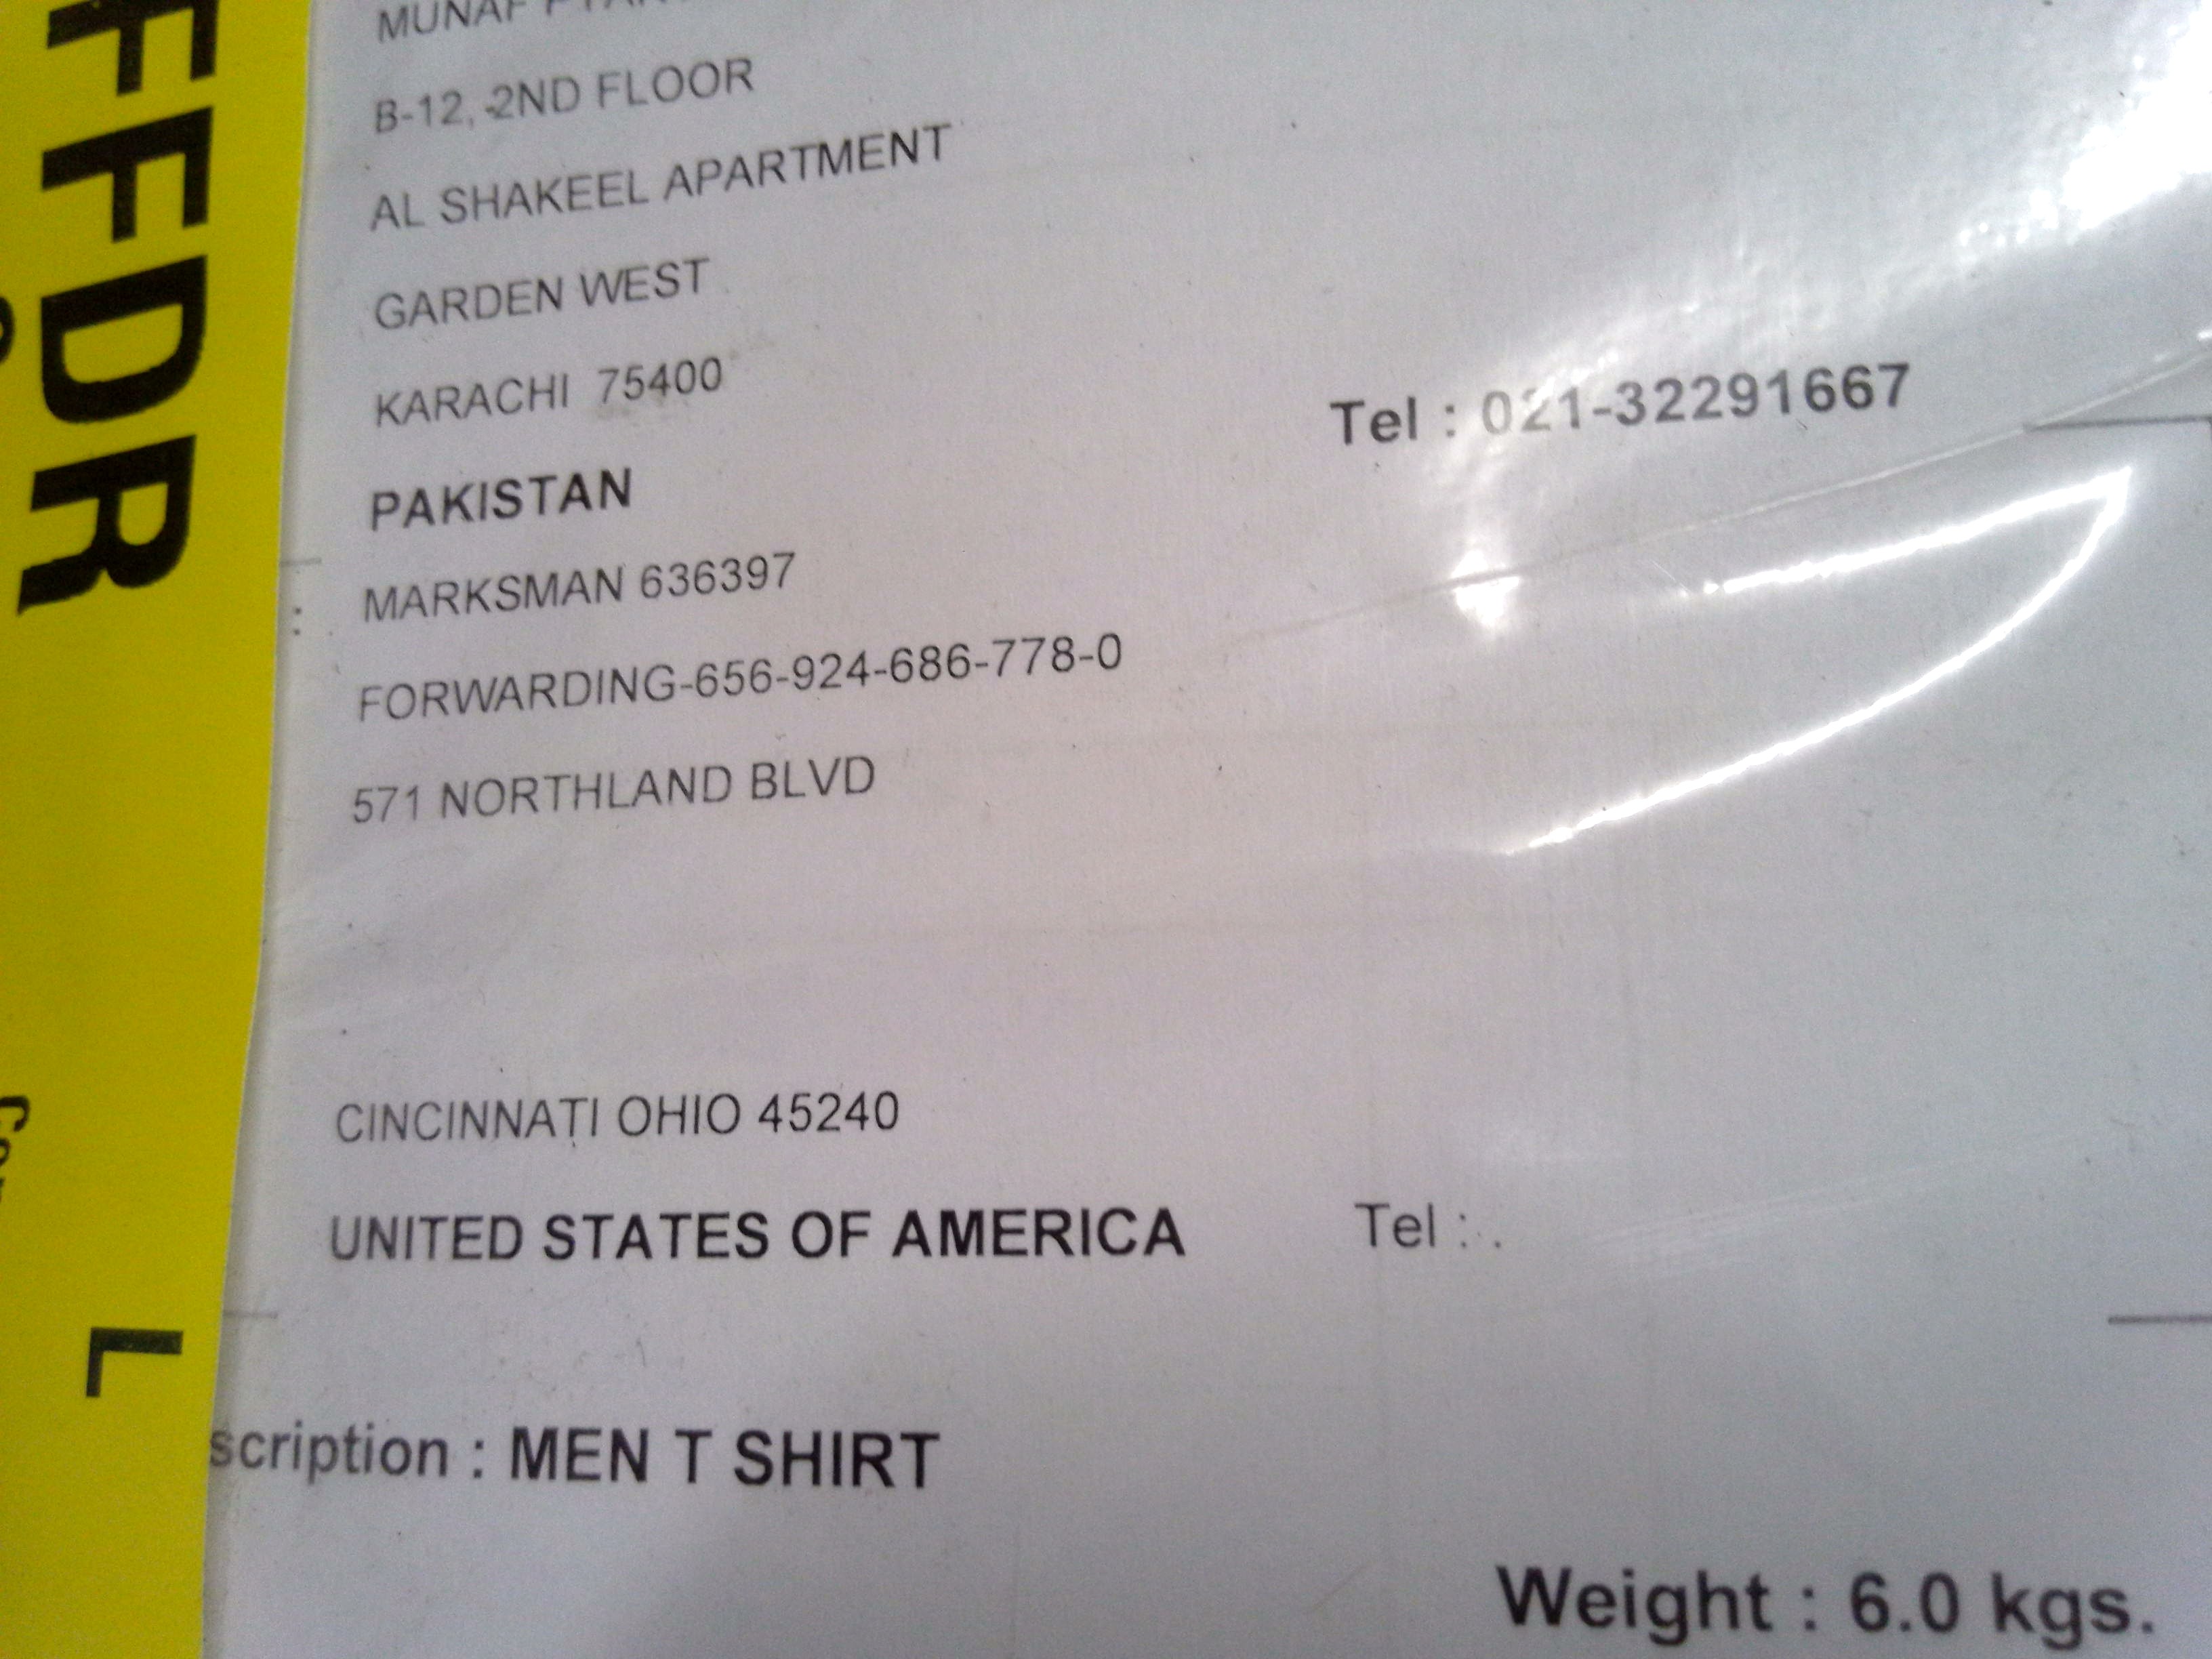 MUNAF
B-12, 2ND FLOOR
AL SHAKEEL APARTMENT
GARDEN WEST
KARACHI 75400
Tel : 021-32291667
PAKISTAN
: MARKSMAN 636397
FORWARDING-656-924-686-778-0
571 NORTHLAND BLVD
CINCINNATI OHIO 45240
UNITED STATES OF AMERICA
Tel : .
scription : MEN T SHIRT
Weight : 6.0 kgs.
FFDR
L